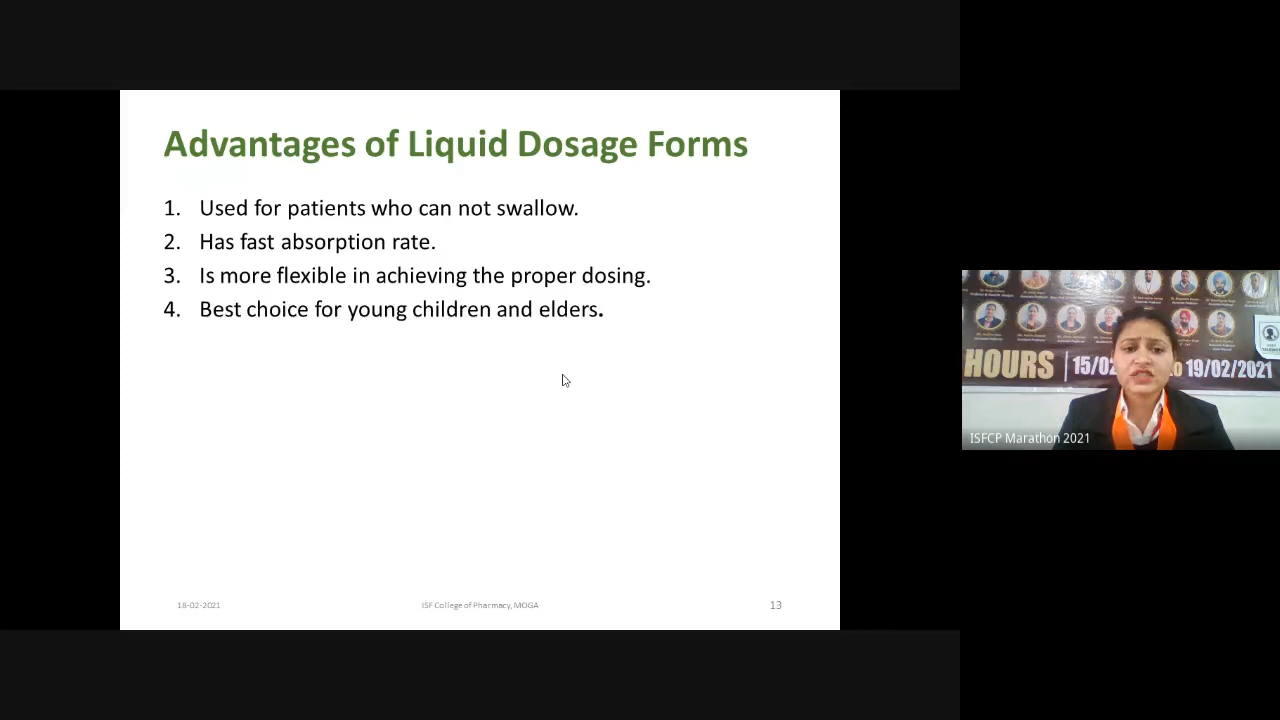 Advantages of Liquid Dosage Forms
1. Used for patients who can not swallow.
2. Has fast absorption rate.
3. Is more flexible in achieving the proper dosing.
4. Best choice for young children and elders.
18-02-2021
ISF College of Pharmacy, MOGA
13
HOURS 15/02 19/02/2021
ISFCP Marathon 2021